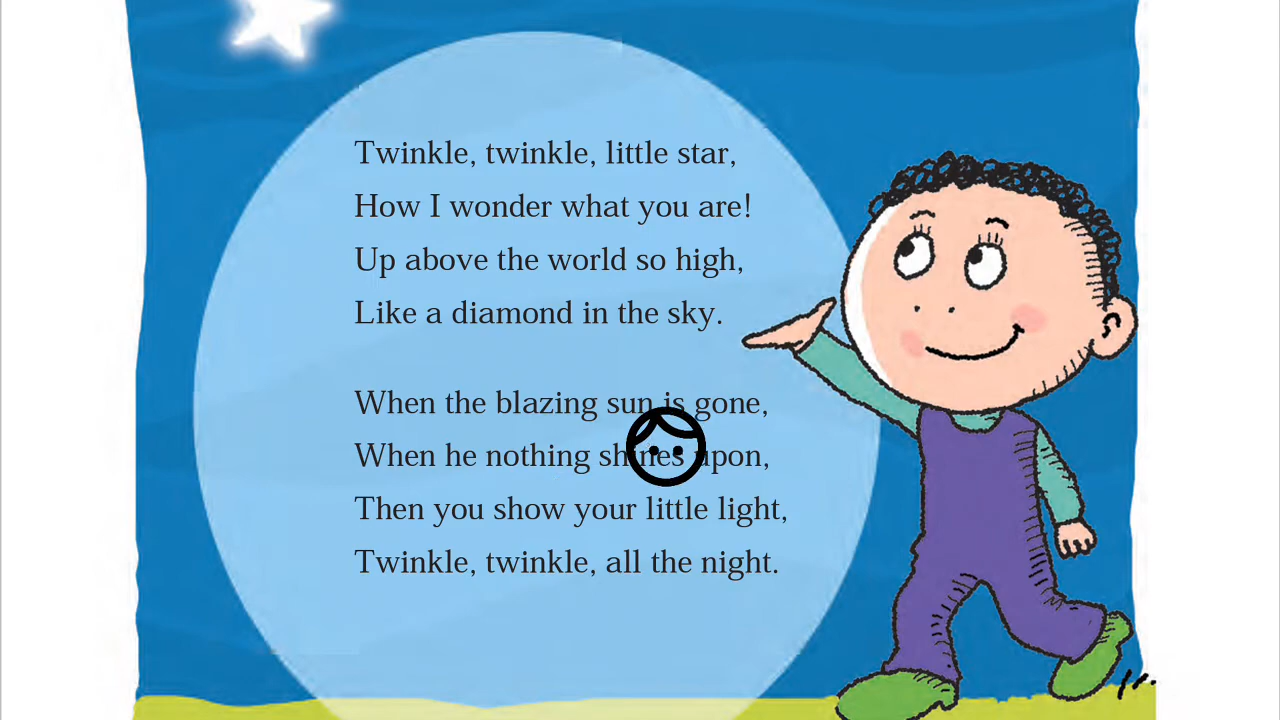 Twinkle, twinkle, little star,
How I wonder what you are!
Up above the world so high,
Like a diamond in the sky.
When the blazing sun is gone,
When he nothing shines upon,
Then you show your little light,
Twinkle, twinkle, all the night.